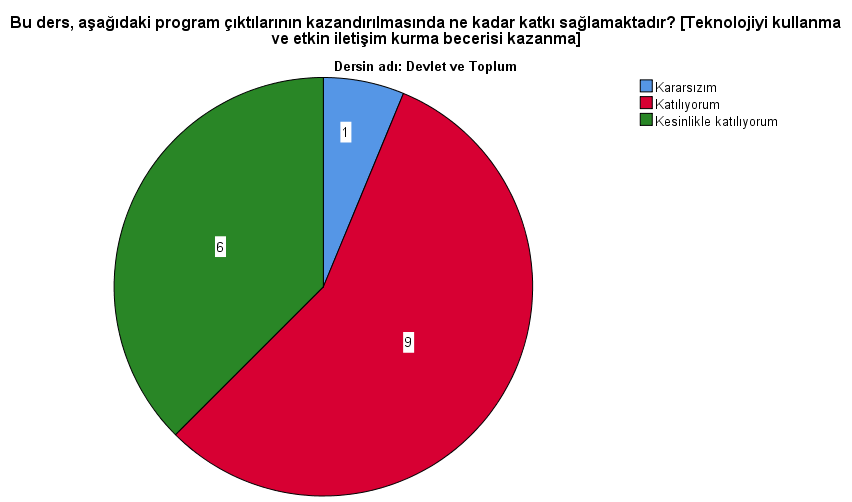 Bu ders, aşağıdaki program çıktılarının kazandırılmasında ne kadar katkı sağlamaktadır? [Teknolojiyi kullanma
ve etkin iletişim kurma becerisi kazanma]
Dersin adı: Devlet ve Toplum
Kararsızım
Katılıyorum
Kesinlikle katılıyorum
1
6
9